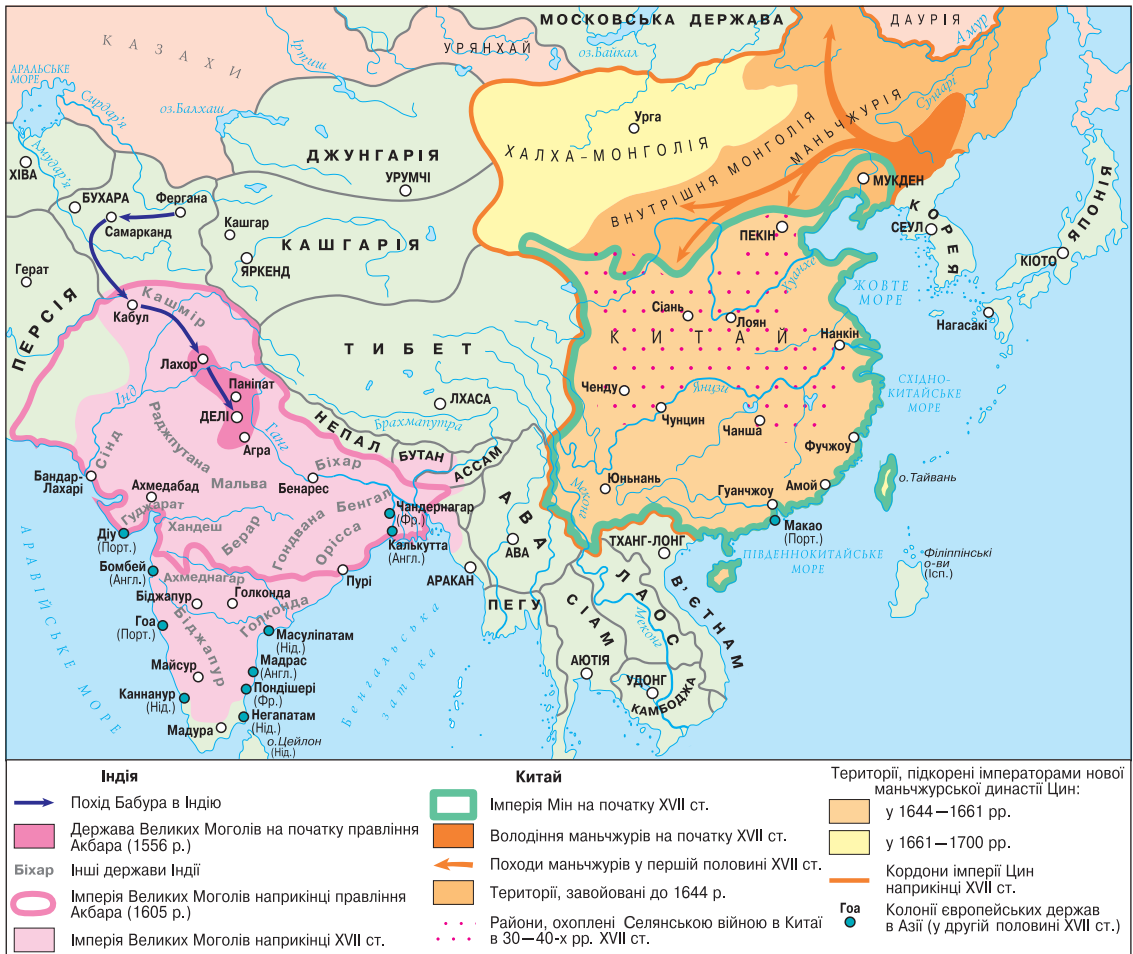 МОСКОВСЬКА ДЕРЖАВА
ДАУРІЯ
КАЗАХИ
УРЯНХАЙ
оз.Байкал
Амур
Іртиш
АРАЛЬСЬКЕ
МОРЕ
Сирдар'я
оз.Балхаш
Амудар'я
Сунгарі
Урга
ХАЛХА-МОНГОЛІЯ
ВНУТРІШНЯ МОНГОЛІЯ
МАНЬЧЖУРІЯ
ДЖУНГАРІЯ
УРУМЧІ
ХІВА
БУХАРА
Фергана
Самарканд
Кашгар
КАШГАРІЯ
ЯРКЕНД
МУКДЕН
ПЕКІН
КОРЕЯ
СЕУЛ
ЯПОНІЯ
КІОТО
Нагасакі
Герат
ПЕРСІЯ
Кашмір
Кабул
Хуанхе
ЖОВТЕ
МОРЕ
Сіань
Лоян
КИТАЙ
Нанкін
Лахор
Інд
Паніпат
ДЕЛІ
Агра
Ганг
ТИБЕТ
ЛХАСА
Брахмапутра
Ченду
Янцзи
Чунцин
Чанша
СХІДНО-
КИТАЙСЬКЕ
МОРЕ
Фучжоу
НЕПАЛ
БУТАН
АССАМ
Сінд
Раджпутана
Біхар
Бандар-
Лахарі
Ахмедабад
Мальва
Бенарес
Юньнань
Меконг
Гуанчжоу
Амой
о.Тайвань
Гуджарат
Хандеш
Берар
Гондвана
Бенгал
Орісса
Чандернагар
(Фр.)
Калькутта
(Англ.)
АВА
АВА
Макао
(Порт.)
Діу
(Порт.)
Бомбей
(Англ.)
Ахмеднагар
Пурі
АРАКАН
ТХАНГ-ЛОНГ
ПІВДЕННОКИТАЙСЬКЕ
МОРЕ
Філіппінські
о-ви
(Ісп.)
Біджапур
Голконда
Голконда
Біджапур
ПЕГУ
СІАМ
ЛАОС
В'ЄТНАМ
Меконг
Гоа
(Порт.)
Масуліпатам
(Нід.)
Мадрас
(Англ.)
Майсур
Пондішері
(Фр.)
Каннанур
(Нід.)
Негапатам
(Нід.)
Мадура
о.Цейлон
(Нід.)
АРАВІЙСЬКЕ МОРЕ
Бенгальська
затока
АЮТІЯ
УДОНГ
КАМБОДЖА
Індія
Похід Бабура в Індію
Держава Великих Моголів на початку правління
Акбара (1556 р.)
Біхар
Інші держави Індії
Імперія Великих Моголів наприкінці правління
Акбара (1605 р.)
Імперія Великих Моголів наприкінці XVII ст.
Китай
Імперія Мін на початку XVII ст.
Володіння маньчжурів на початку XVII ст.
Походи маньчжурів у першій половині XVII ст.
Території, завойовані до 1644 р.
Райони, охоплені Селянською війною в Китаї
в 30—40-х рр. XVII ст.
Території, підкорені імператорами нової
маньчжурської династії Цин:
у 1644—1661 рр.
у 1661—1700 рр.
Кордони імперії Цин
наприкінці XVII ст.
Гоа
Колонії європейських держав
в Азії (у другій половині XVII ст.)